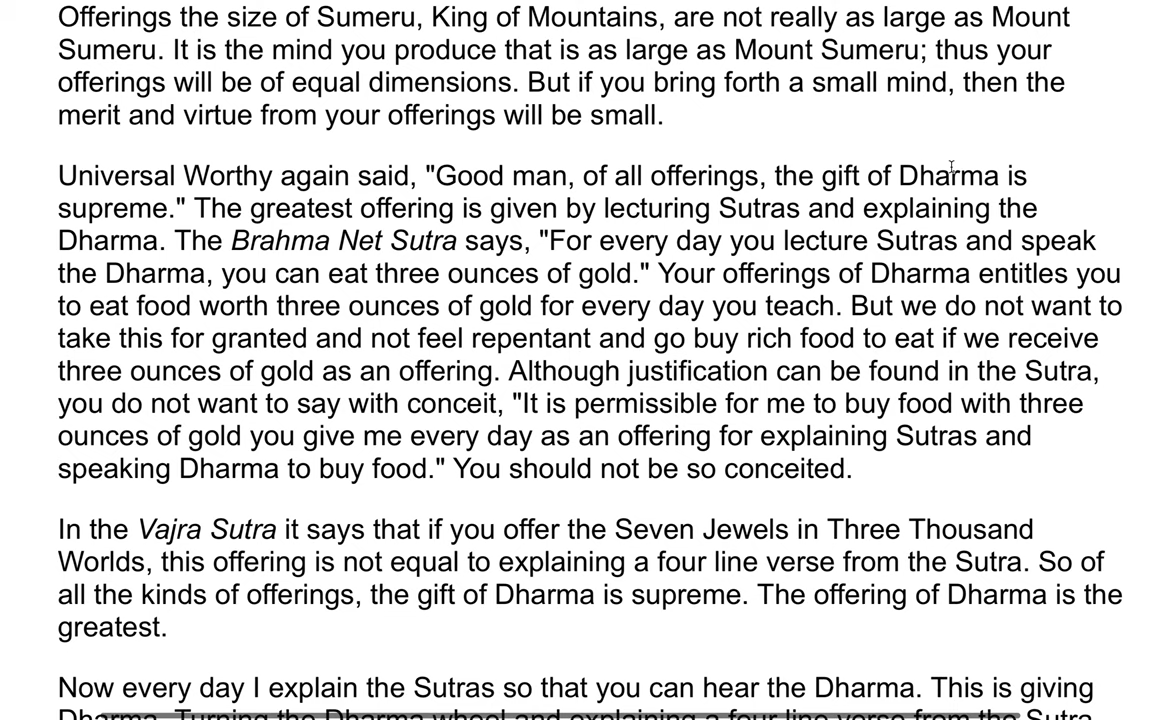 Offerings the size of Sumeru, King of Mountains, are not really as large as Mount
Sumeru. It is the mind you produce that is as large as Mount Sumeru; thus your
offerings will be of equal dimensions. But if you bring forth a small mind, then the
merit and virtue from your offerings will be small.
Universal Worthy again said, "Good man, of all offerings, the gift of Dharma is
supreme." The greatest offering is given by lecturing Sutras and explaining the
Dharma. The Brahma Net Sutra says, "For every day you lecture Sutras and speak
the Dharma, you can eat three ounces of gold." Your offerings of Dharma entitles you
to eat food worth three ounces of gold for every day you teach. But we do not want to
take this for granted and not feel repentant and go buy rich food to eat if we receive
three ounces of gold as an offering. Although justification can be found in the Sutra,
you do not want to say with conceit, "It is permissible for me to buy food with three
ounces of gold you give me every day as an offering for explaining Sutras and
speaking Dharma to buy food." You should not be so conceited.
In the Vajra Sutra it says that if you offer the Seven Jewels in Three Thousand
Worlds, this offering is not equal to explaining a four line verse from the Sutra. So of
all the kinds of offerings, the gift of Dharma is supreme. The offering of Dharma is the
greatest.
Now every day I explain the Sutras so that you can hear the Dharma. This is giving
Dharma. Turning the Dharma wheel and explaining a four line verse from the Sutra